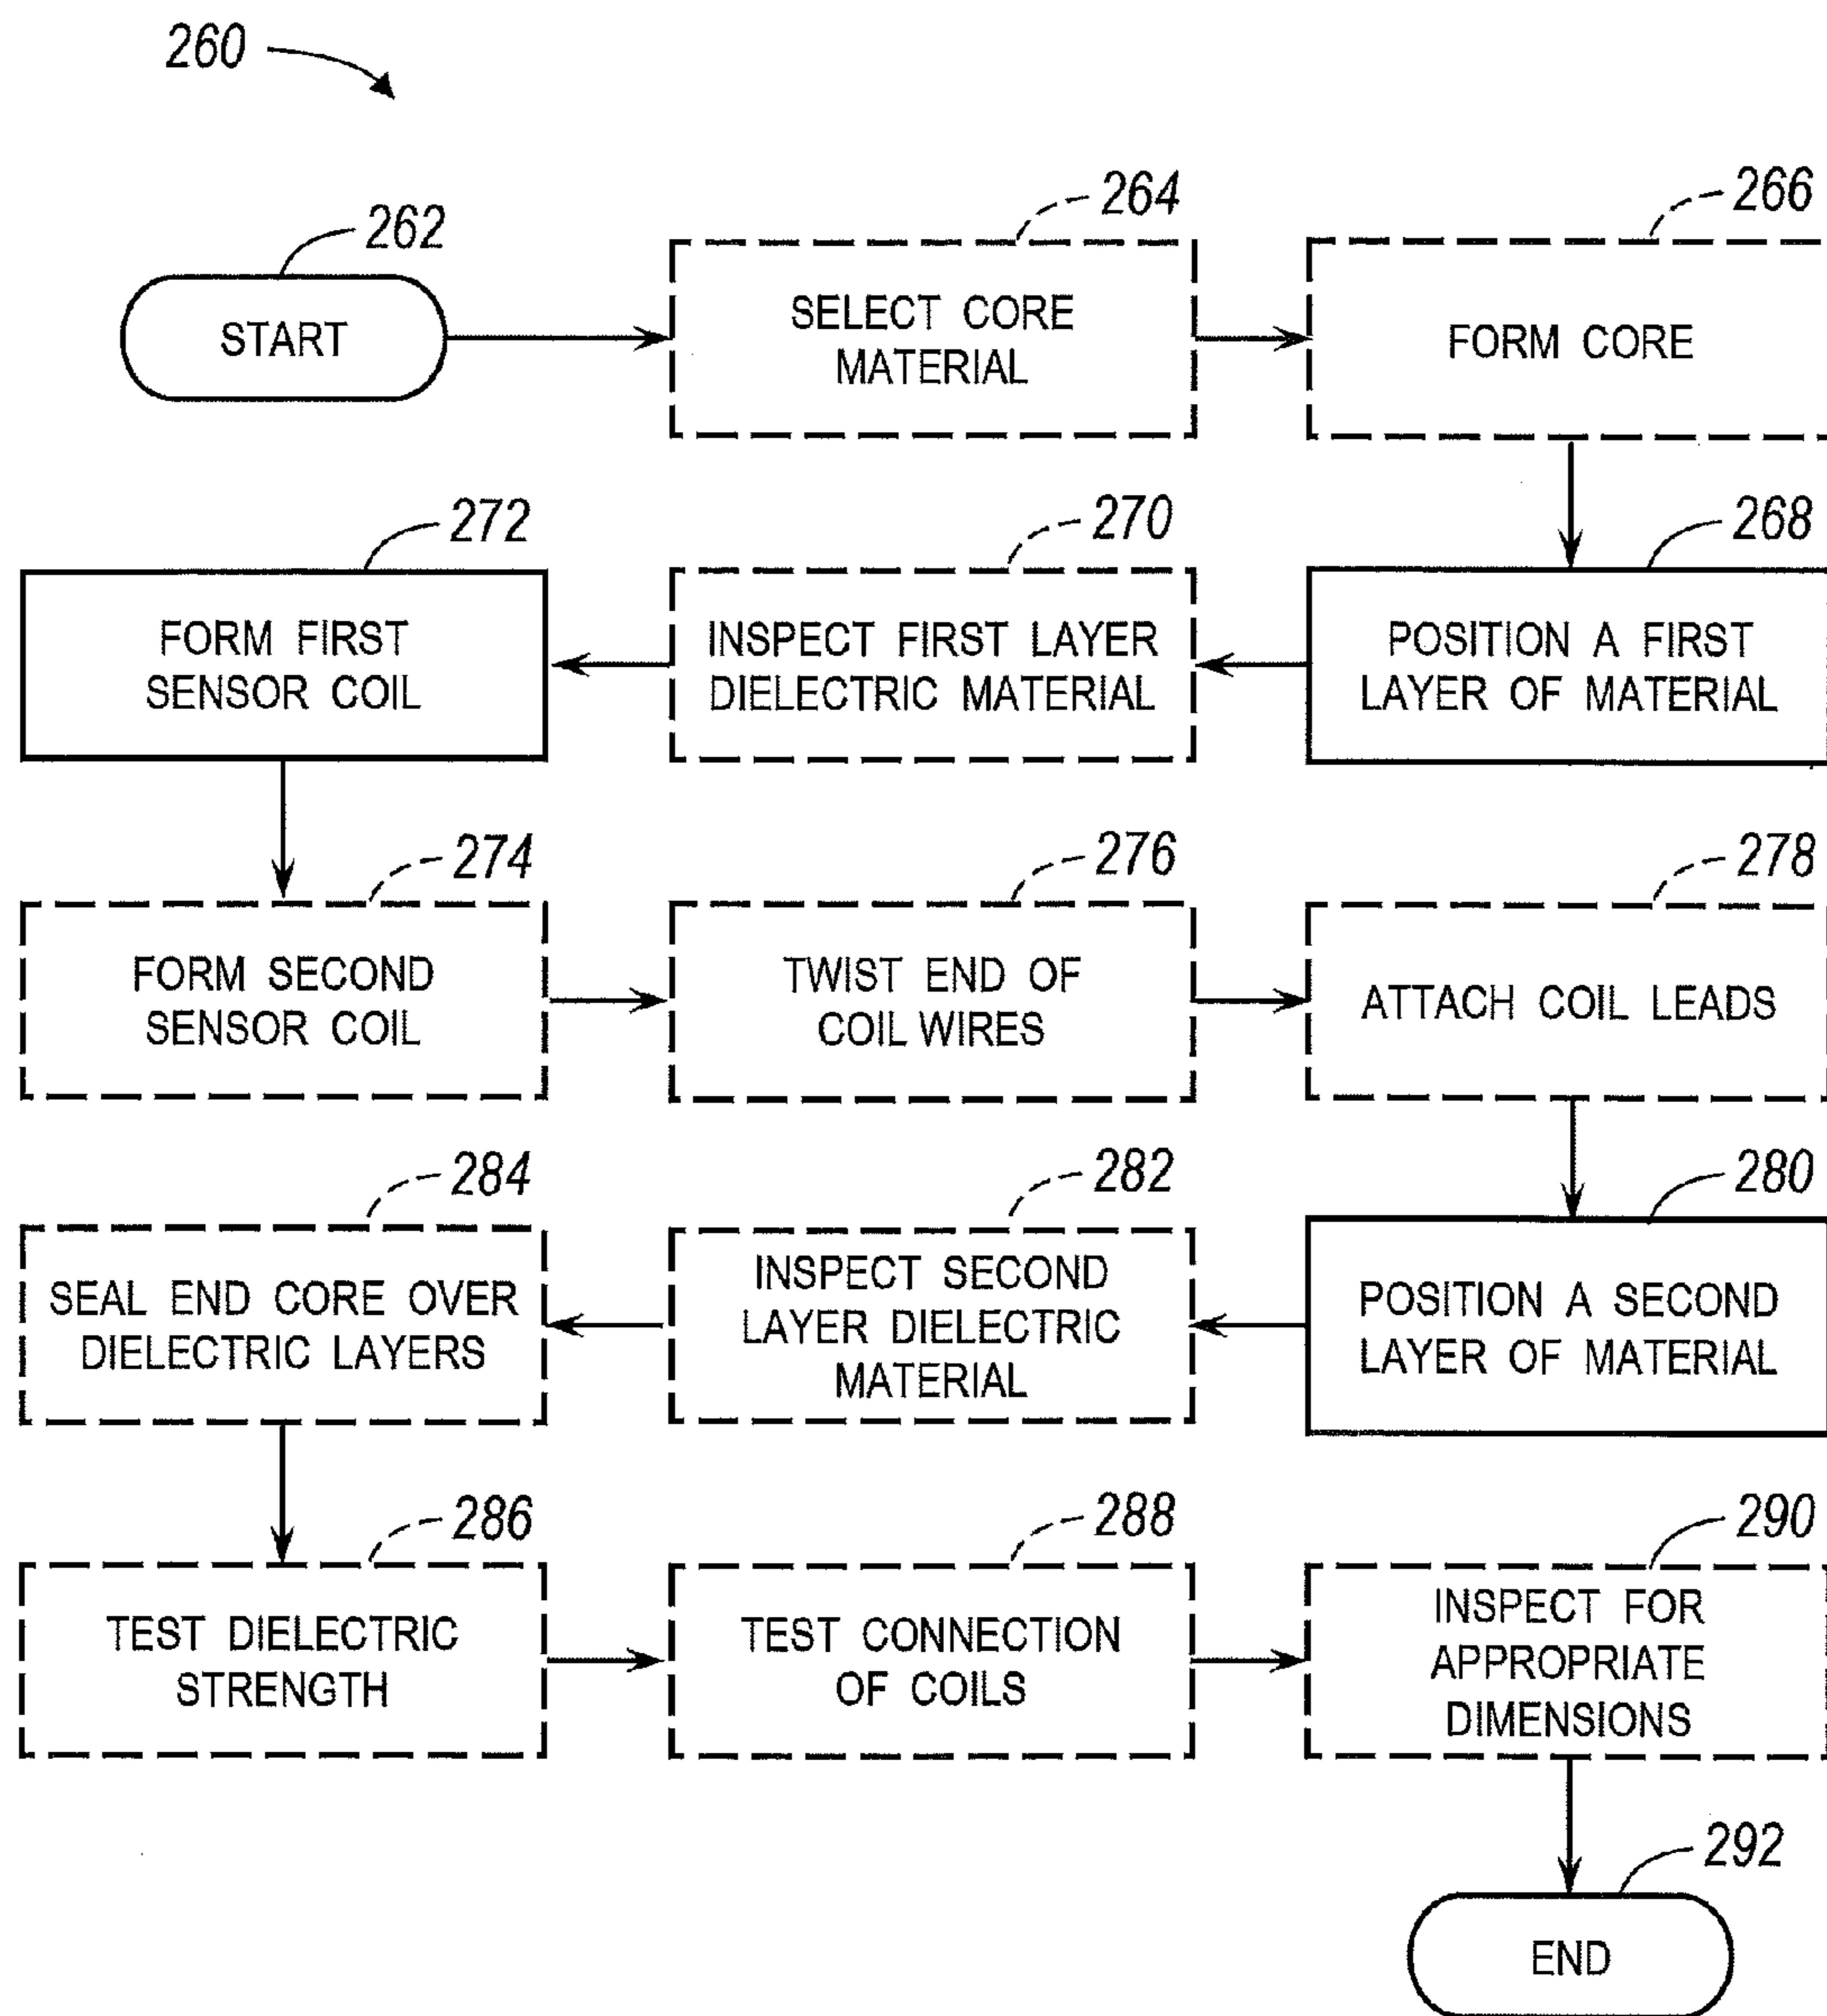 260
262
START
264
SELECT CORE
MATERIAL
266
FORM CORE
268
POSITION A FIRST
LAYER OF MATERIAL
270
INSPECT FIRST LAYER
DIELECTRIC MATERIAL
272
FORM FIRST
SENSOR COIL
274
FORM SECOND
SENSOR COIL
276
TWIST END OF
COIL WIRES
278
ATTACH COIL LEADS
280
POSITION A SECOND
LAYER OF MATERIAL
282
INSPECT SECOND
LAYER DIELECTRIC
MATERIAL
284
SEAL END CORE OVER
DIELECTRIC LAYERS
286
TEST DIELECTRIC
STRENGTH
288
TEST CONNECTION
OF COILS
290
INSPECT FOR
APPROPRIATE
DIMENSIONS
292
END